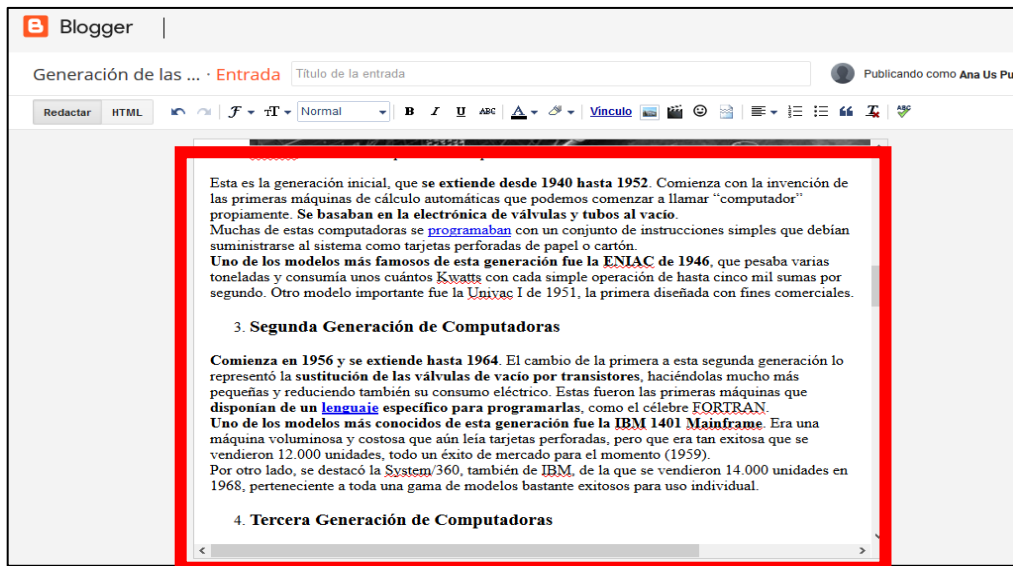 Blogger
Generación de las ... · Entrada Título de la entrada Publicando como Ana Us Pu
Redactar HTML Normal B I U ABC A Vínculo ABC
Esta es la generación inicial, que se extiende desde 1940 hasta 1952. Comienza con la invención de
las primeras máquinas de cálculo automáticas que podemos comenzar a llamar “computador”
propiamente. Se basaban en la electrónica de válvulas y tubos al vacío.
Muchas de estas computadoras se programaban con un conjunto de instrucciones simples que debían
suministrarse al sistema como tarjetas perforadas de papel o cartón.
Uno de los modelos más famosos de esta generación fue la ENIAC de 1946, que pesaba varias
toneladas y consumía unos cuántos Kwatts con cada simple operación de hasta cinco mil sumas por
segundo. Otro modelo importante fue la Univac I de 1951, la primera diseñada con fines comerciales.
3. Segunda Generación de Computadoras
Comienza en 1956 y se extiende hasta 1964. El cambio de la primera a esta segunda generación lo
representó la sustitución de las válvulas de vacío por transistores, haciéndolas mucho más
pequeñas y reduciendo también su consumo eléctrico. Estas fueron las primeras máquinas que
disponían de un lenguaje específico para programarlas, como el célebre FORTRAN.
Uno de los modelos más conocidos de esta generación fue la IBM 1401 Mainframe. Era una
máquina voluminosa y costosa que aún leía tarjetas perforadas, pero que era tan exitosa que se
vendieron 12.000 unidades, todo un éxito de mercado para el momento (1959).
Por otro lado, se destacó la System/360, también de IBM, de la que se vendieron 14.000 unidades en
1968, perteneciente a toda una gama de modelos bastante exitosos para uso individual.
4. Tercera Generación de Computadoras